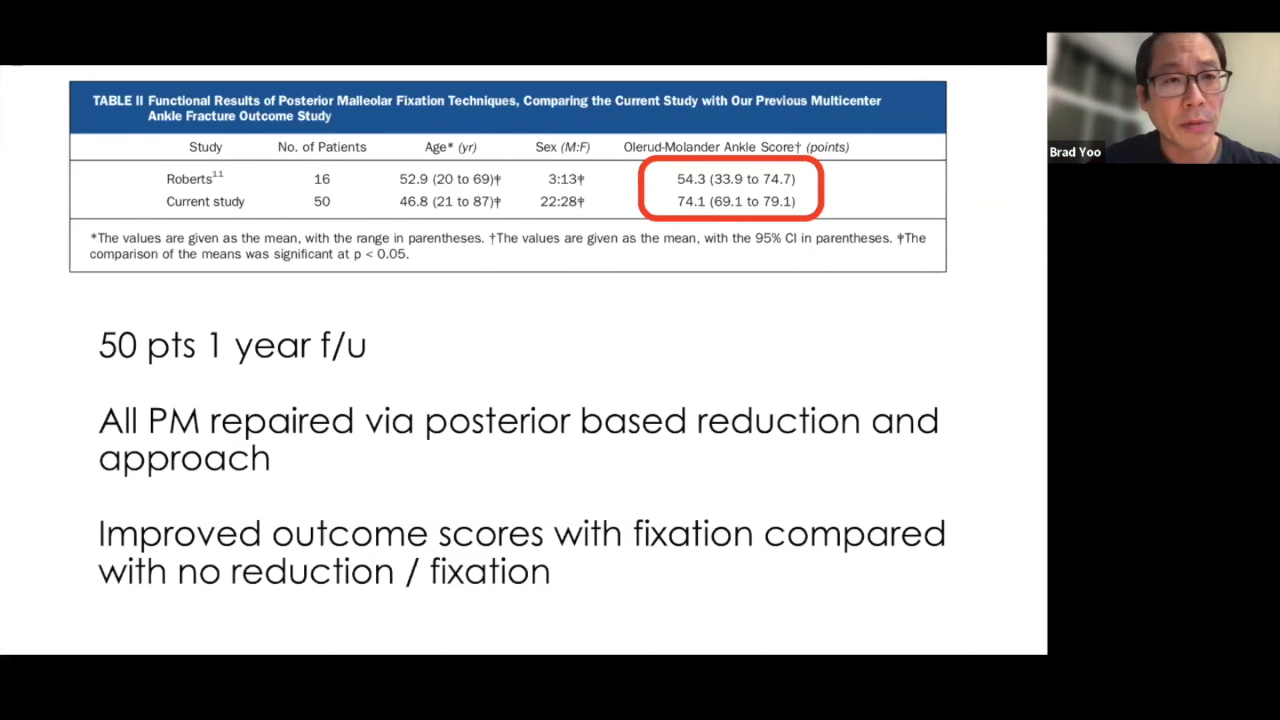 TABLE II Functional Results of Posterior Malleolar Fixation Techniques, Comparing the Current Study with Our Previous Multicenter
Ankle Fracture Outcome Study
Study No. of Patients Age* (yr) Sex (M:F) Olerud-Molander Ankle Score† (points)
Roberts11 16 52.9 (20 to 69)‡ 3:13‡ 54.3 (33.9 to 74.7)
Current study 50 46.8 (21 to 87)‡ 22:28‡ 74.1 (69.1 to 79.1)
*The values are given as the mean, with the range in parentheses. †The values are given as the mean, with the 95% CI in parentheses. ‡The
comparison of the means was significant at p < 0.05.
50 pts 1 year f/u
All PM repaired via posterior based reduction and
approach
Improved outcome scores with fixation compared
with no reduction / fixation
Brad Yoo